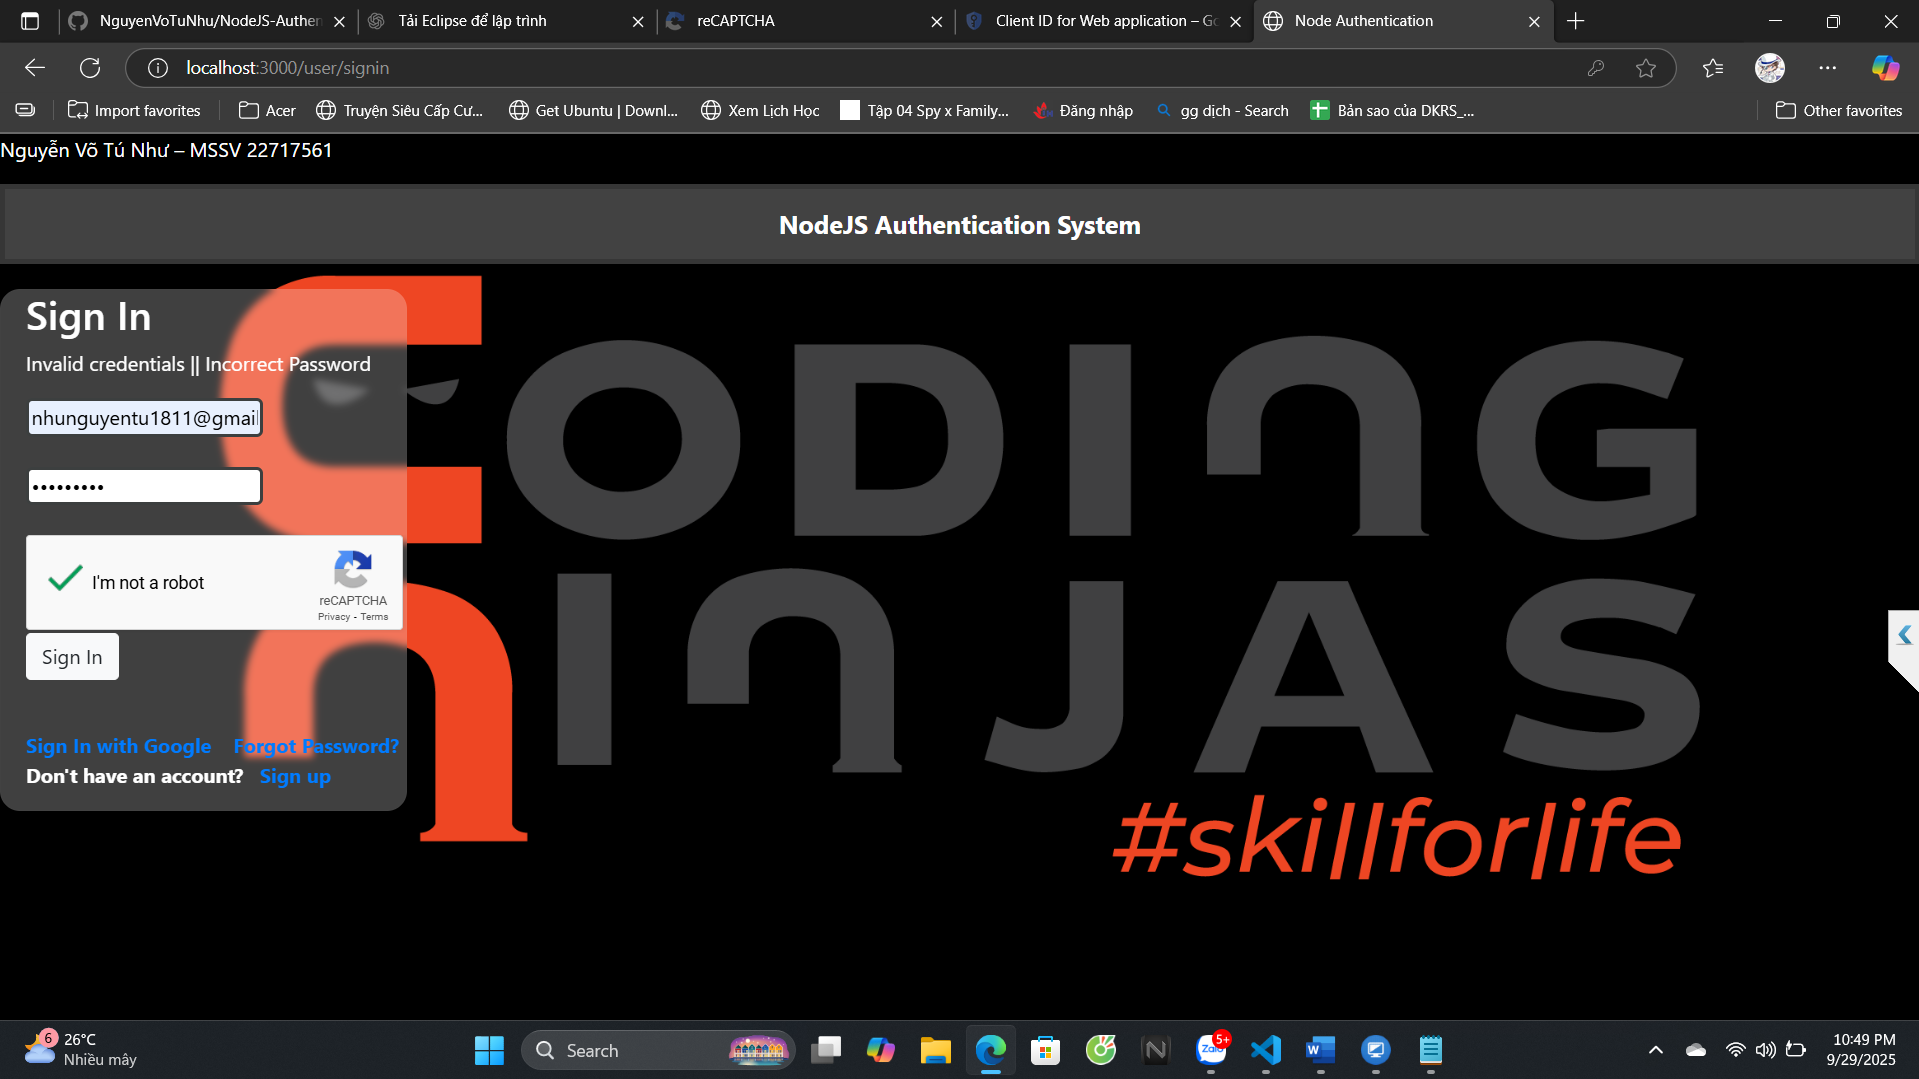 NguyenVoTuNhu/NodeJS-Authen
Tải Eclipse để lập trình
reCAPTCHA
Client ID for Web application – Go
Node Authentication
localhost:3000/user/signin
Import favorites
Acer
Truyện Siêu Cấp Cư...
Get Ubuntu | Downl...
Xem Lịch Học
Tập 04 Spy x Family...
Đăng nhập
gg dịch - Search
Bản sao của DKRS_...
Other favorites
Nguyễn Võ Tú Như – MSSV 22717561
NodeJS Authentication System
Sign In
Invalid credentials || Incorrect Password
nhunguyentu1811@gmail
I'm not a robot
reCAPTCHA
Privacy - Terms
Sign In
Sign In with Google
Forgot Password?
Don't have an account?
Sign up
CODING
NINJAS
#skillforlife
6
26°C
Nhiều mây
Search
Zalo
5+
10:49 PM
9/29/2025